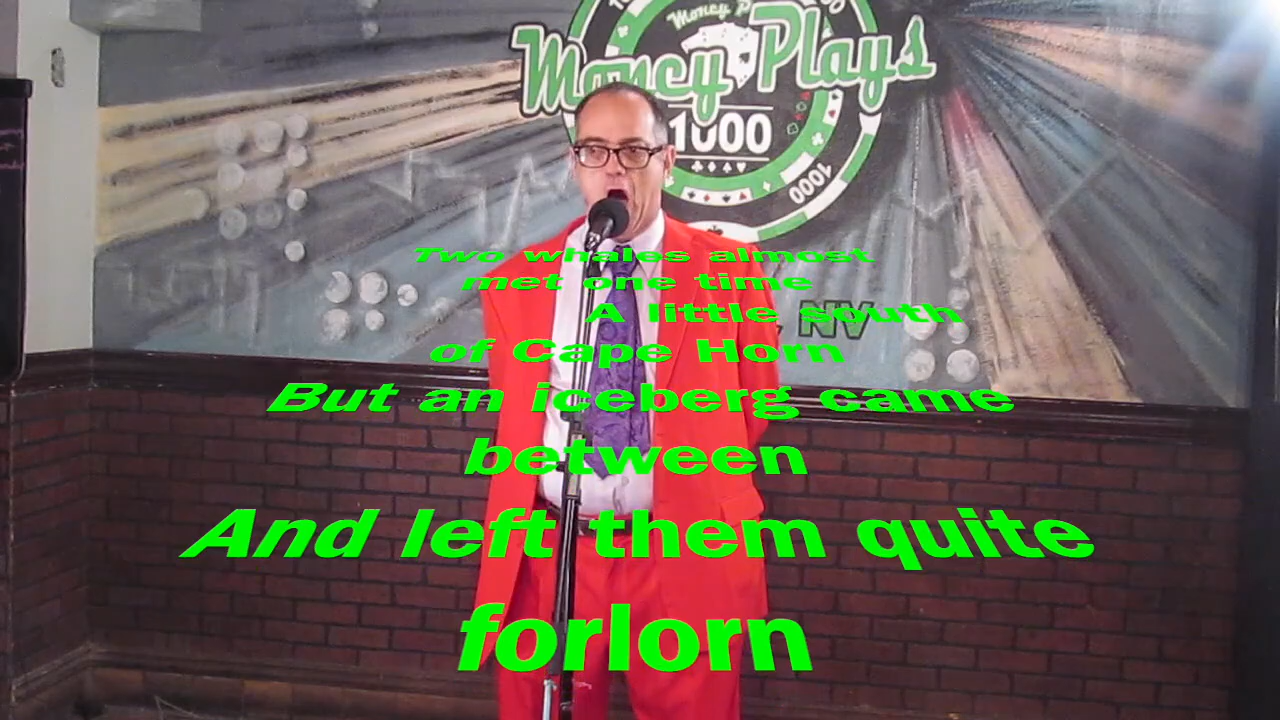 Money P
Money Plays
1000
1000
, NV
Two whales almost
met one time
A little south
of Cape Horn
But an iceberg came
between
And left them quite
forlorn